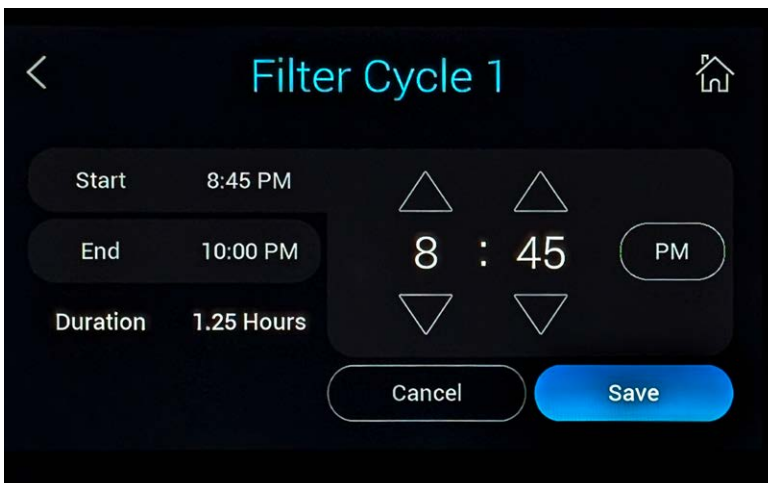 Filter Cycle 1
Start 8:45 PM
End 10:00 PM
Duration 1.25 Hours
8 : 45 PM
Cancel Save